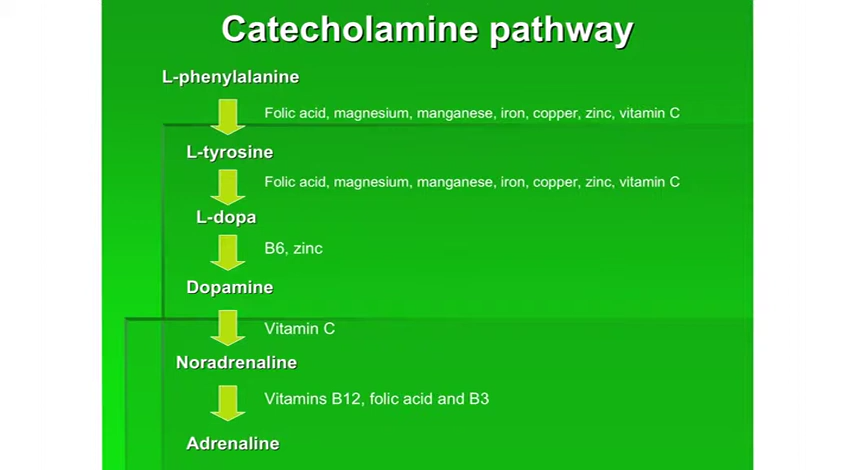 Catecholamine pathway
L-phenylalanine
Folic acid, magnesium, manganese, iron, copper, zinc, vitamin C
L-tyrosine
Folic acid, magnesium, manganese, iron, copper, zinc, vitamin C
L-dopa
B6, zinc
Dopamine
Vitamin C
Noradrenaline
Vitamins B12, folic acid and B3
Adrenaline